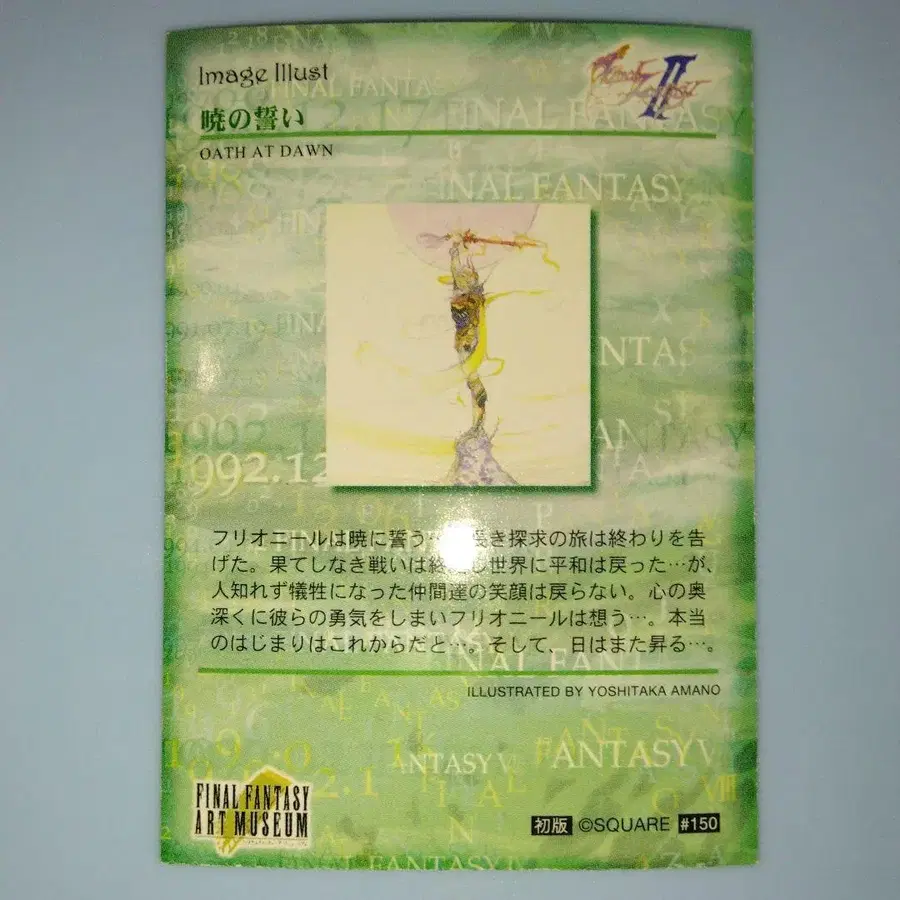 Image Illust
FINAL FANTASY II
暁の誓い
OATH AT DAWN
フリオニールは暁に誓う 長き探求の旅は終わりを告
げた。果てしなき戦いは終 し世界に平和は戻った…が、
人知れず犠牲になった仲間達の笑顔は戻らない。心の奥
深くに彼らの勇気をしまいフリオニールは想う…。本当
のはじまりはこれからだと…。そして、日はまた昇る…。
ILLUSTRATED BY YOSHITAKA AMANO
FINAL FANTASY
ART MUSEUM
初版 ©SQUARE #150